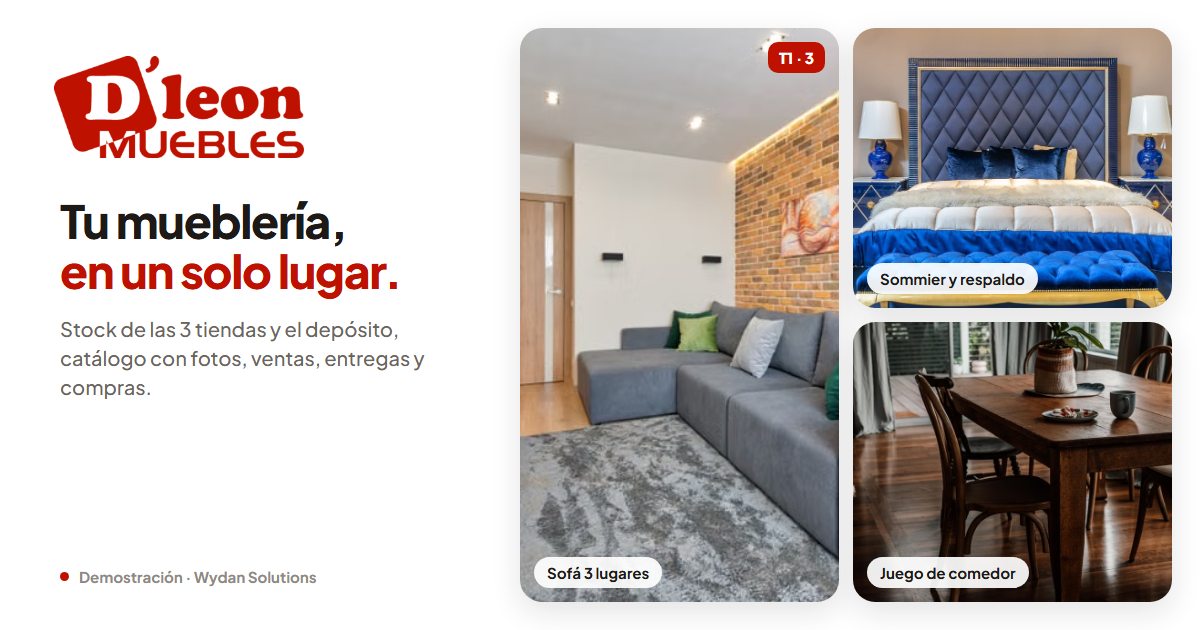 D'leon
MUEBLES
Tu mueblería,
en un solo lugar.
Stock de las 3 tiendas y el depósito,
catálogo con fotos, ventas, entregas y
compras.
Demostración · Wydan Solutions
T1 · 3
Sofá 3 lugares
Sommier y respaldo
Juego de comedor